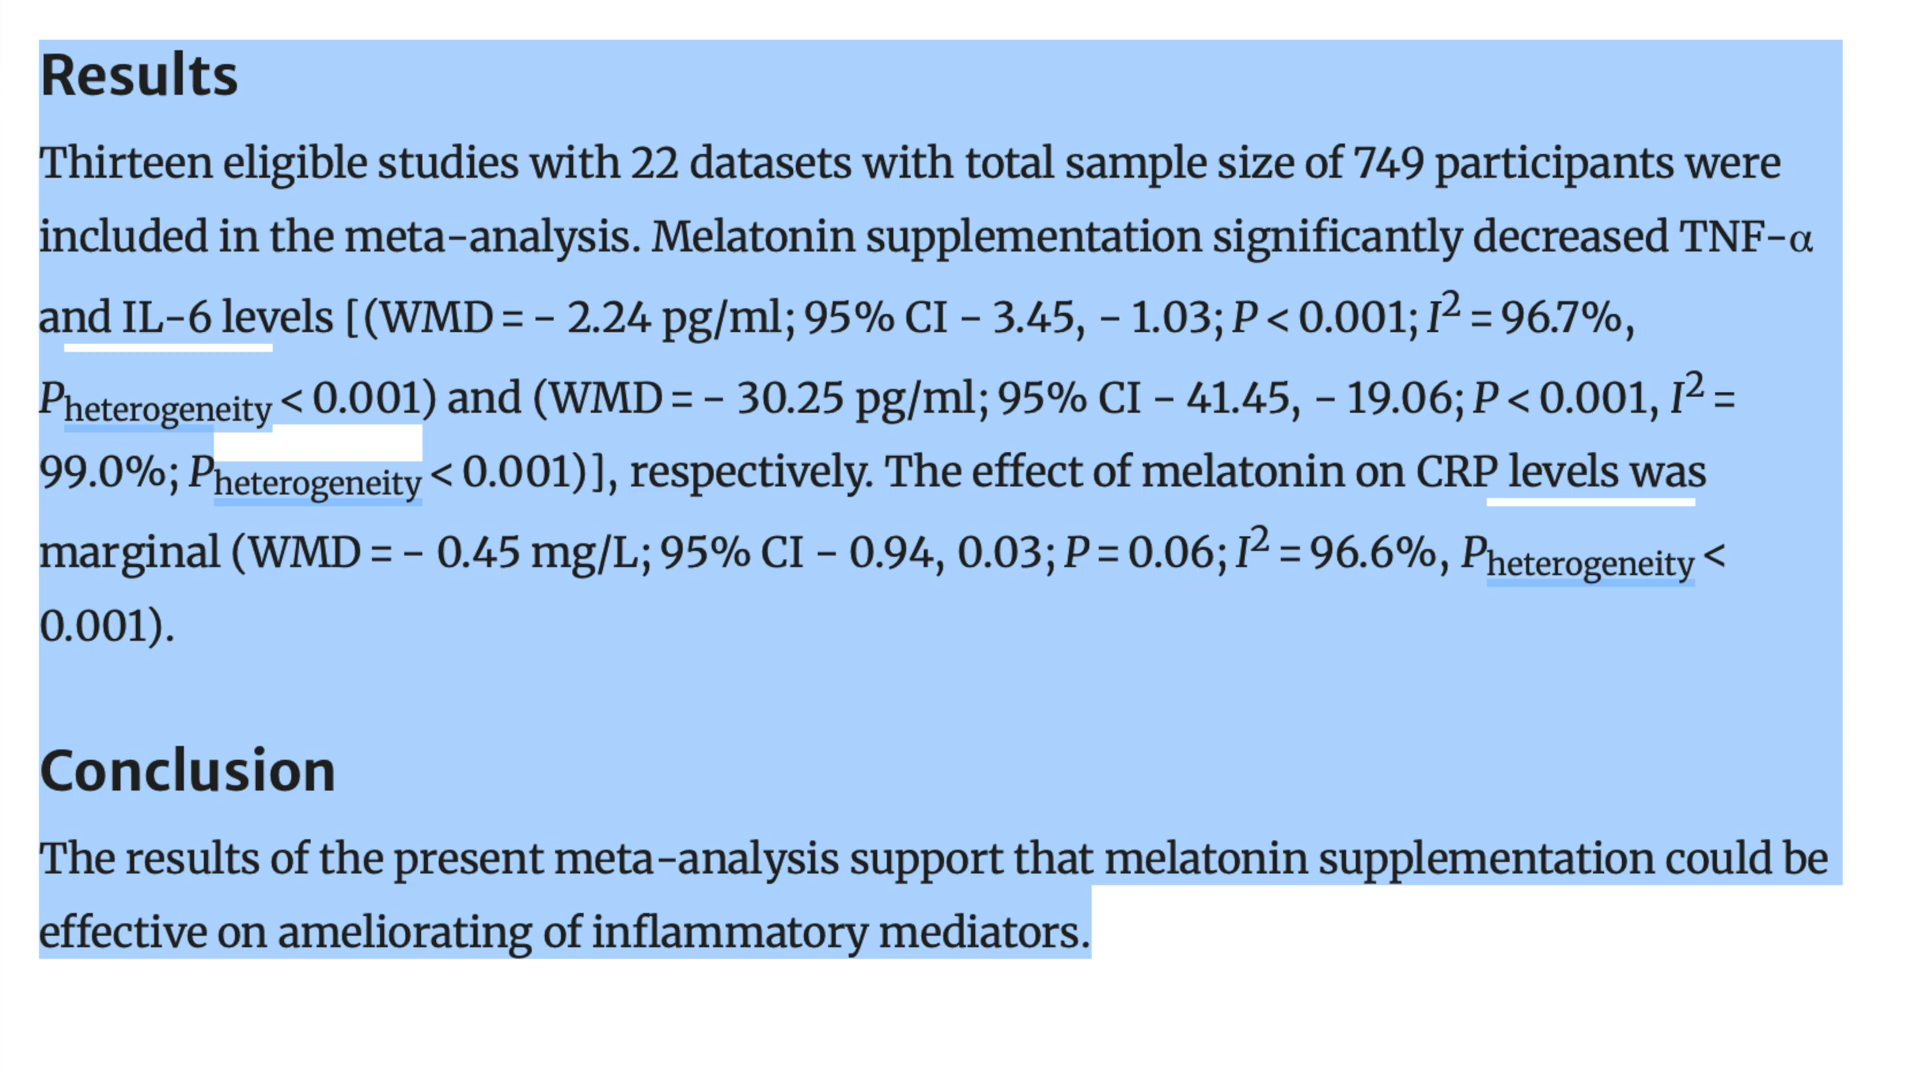 Results
Thirteen eligible studies with 22 datasets with total sample size of 749 participants were
included in the meta-analysis. Melatonin supplementation significantly decreased TNF-α
and IL-6 levels [(WMD = − 2.24 pg/ml; 95% CI − 3.45, − 1.03; P < 0.001; I² = 96.7%,
Pheterogeneity < 0.001) and (WMD = − 30.25 pg/ml; 95% CI − 41.45, − 19.06; P < 0.001, I² =
99.0%; Pheterogeneity < 0.001)], respectively. The effect of melatonin on CRP levels was
marginal (WMD = − 0.45 mg/L; 95% CI − 0.94, 0.03; P = 0.06; I² = 96.6%, Pheterogeneity <
0.001).
Conclusion
The results of the present meta-analysis support that melatonin supplementation could be
effective on ameliorating of inflammatory mediators.